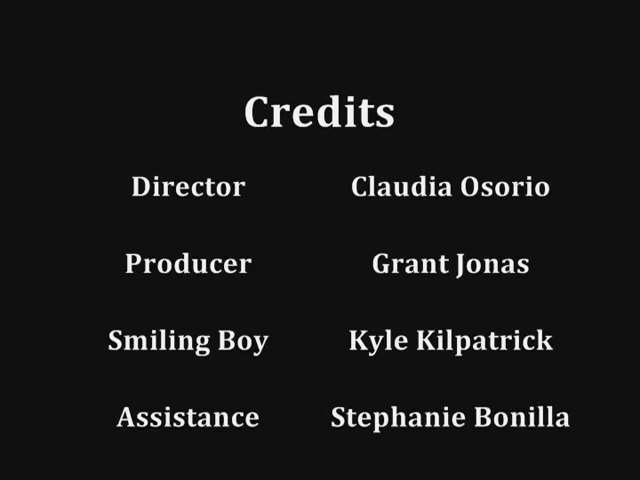 Credits
Director Claudia Osorio
Producer Grant Jonas
Smiling Boy Kyle Kilpatrick
Assistance Stephanie Bonilla